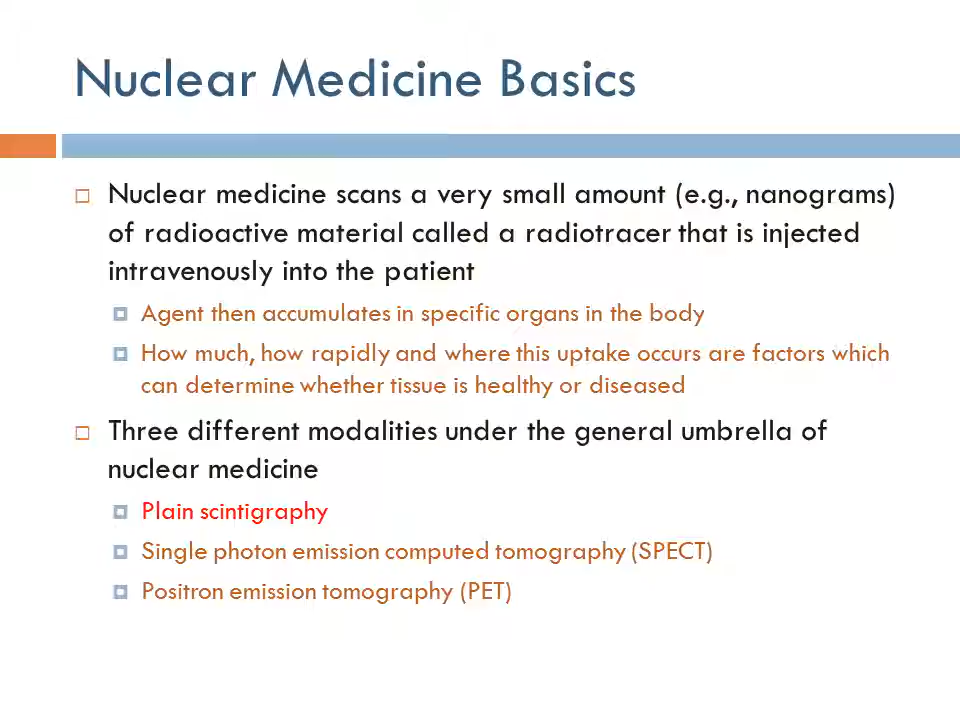 Nuclear Medicine Basics
Nuclear medicine scans a very small amount (e.g., nanograms)
of radioactive material called a radiotracer that is injected
intravenously into the patient
Agent then accumulates in specific organs in the body
How much, how rapidly and where this uptake occurs are factors which
can determine whether tissue is healthy or diseased
Three different modalities under the general umbrella of
nuclear medicine
Plain scintigraphy
Single photon emission computed tomography (SPECT)
Positron emission tomography (PET)